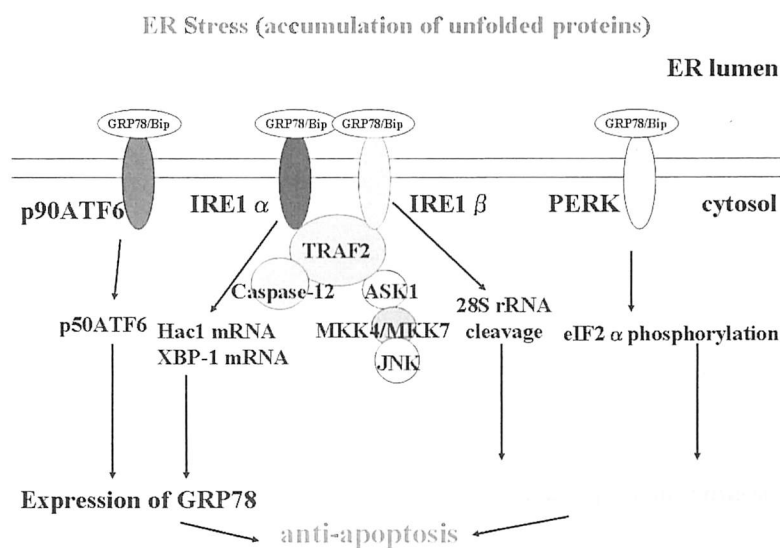 ER Stress (accumulation of unfolded proteins)
ER lumen
GRP78/Bip
GRP78/Bip
GRP78/Bip
GRP78/Bip
p90ATF6
IRE1 α
IRE1 β
PERK
cytosol
TRAF2
Caspase-12
ASK1
p50ATF6
Hac1 mRNA
XBP-1 mRNA
MKK4/MKK7
JNK
28S rRNA
cleavage
eIF2 α phosphorylation
Expression of GRP78
anti-apoptosis